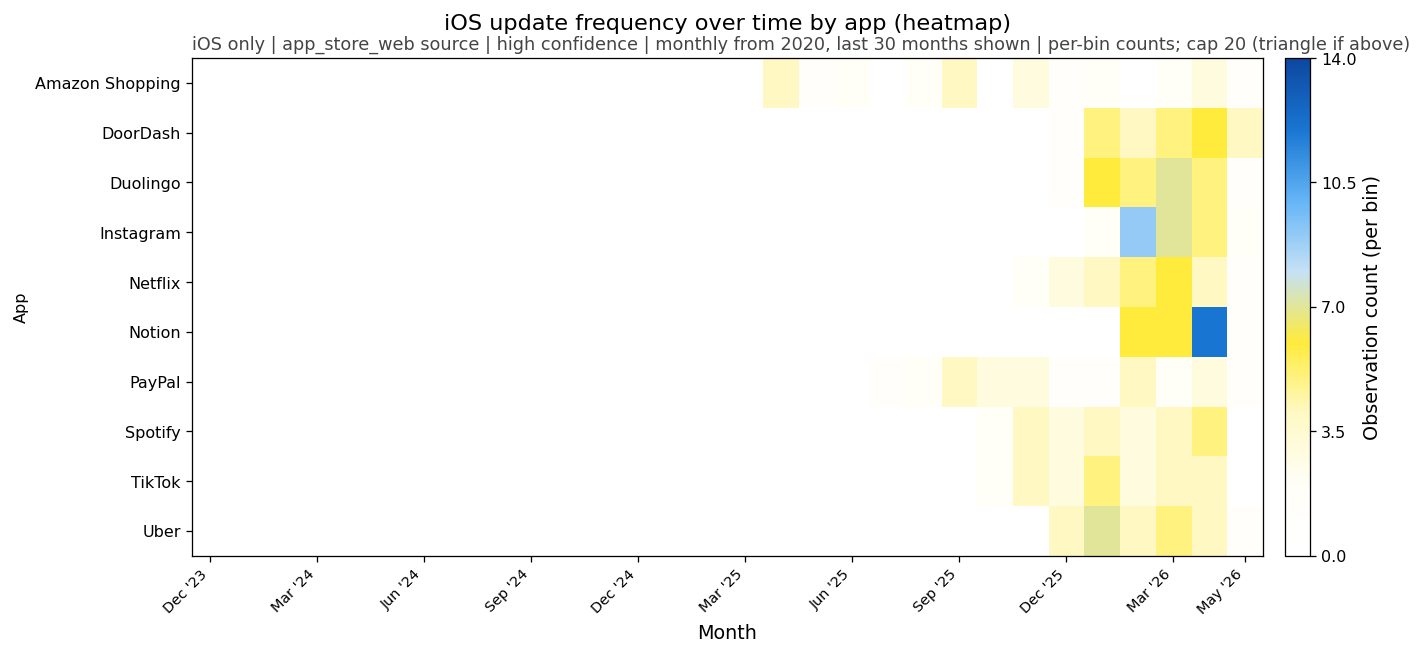 iOS update frequency over time by app (heatmap)
iOS only | app_store_web source | high confidence | monthly from 2020, last 30 months shown | per-bin counts; cap 20 (triangle if above)
App
Amazon Shopping
DoorDash
Duolingo
Instagram
Netflix
Notion
PayPal
Spotify
TikTok
Uber
Dec '23
Mar '24
Jun '24
Sep '24
Dec '24
Mar '25
Jun '25
Sep '25
Dec '25
Mar '26
May '26
Month
14.0
10.5
7.0
3.5
0.0
Observation count (per bin)